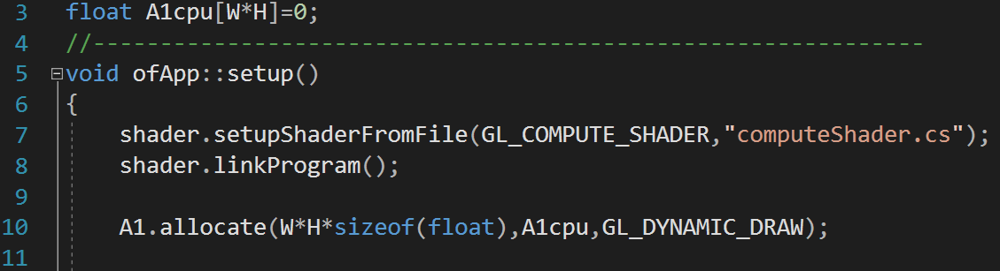 3 float A1cpu[W*H]=0;
4 //--------------------------------------------------------------
5 void ofApp::setup()
6 {
7 shader.setupShaderFromFile(GL_COMPUTE_SHADER,"computeShader.cs");
8 shader.linkProgram();
9
10 A1.allocate(W*H*sizeof(float),A1cpu,GL_DYNAMIC_DRAW);
11